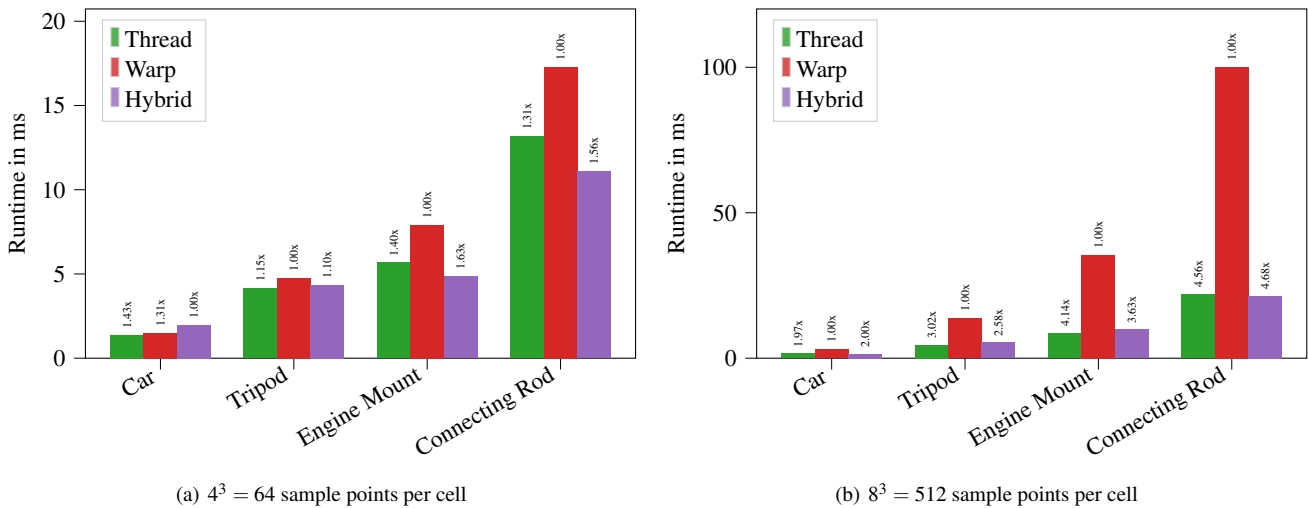 20
15
10
5
0
Runtime in ms
Thread
Warp
Hybrid
1.43x
1.31x
1.00x
1.15x
1.00x
1.10x
1.40x
1.00x
1.63x
1.31x
1.00x
1.56x
Car
Tripod
Engine Mount
Connecting Rod
(a) 4³ = 64 sample points per cell
100
50
0
Runtime in ms
Thread
Warp
Hybrid
1.97x
1.00x
2.00x
3.02x
1.00x
2.58x
4.14x
1.00x
3.63x
4.56x
1.00x
4.68x
Car
Tripod
Engine Mount
Connecting Rod
(b) 8³ = 512 sample points per cell